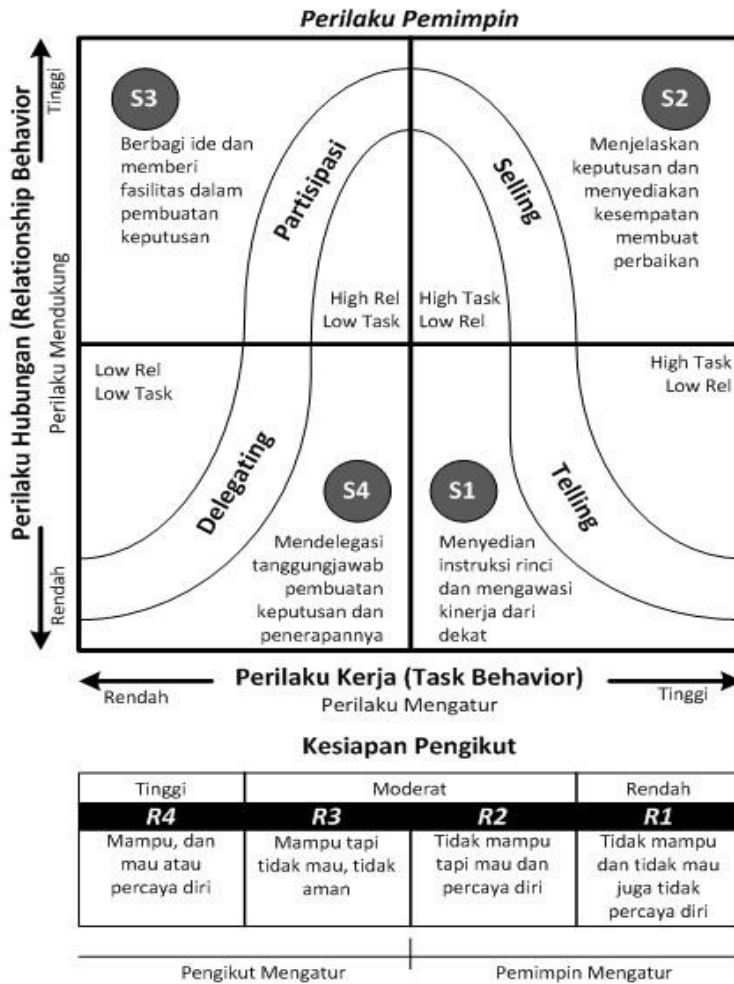 Perilaku Pemimpin
Perilaku Hubungan (Relationship Behavior
Perilaku Mendukung
Tinggi
Rendah
S3
Berbagi ide dan
memberi
fasilitas dalam
pembuatan
keputusan
Partisipasi
High Rel
Low Task
S2
Menjelaskan
keputusan dan
menyediakan
kesempatan
membuat
perbaikan
Selling
High Task
Low Rel
Low Rel
Low Task
Delegating
S4
Mendelegasi
tanggungjawab
pembuatan
keputusan dan
penerapannya
High Task
Low Rel
S1
Telling
Menyedian
instruksi rinci
dan mengawasi
kinerja dari
dekat
Rendah
Perilaku Kerja (Task Behavior)
Tinggi
Perilaku Mengatur
Kesiapan Pengikut
Tinggi
Moderat
Rendah
R4
R3
R2
R1
Mampu, dan
mau atau
percaya diri
Mampu tapi
tidak mau, tidak
aman
Tidak mampu
tapi mau dan
percaya diri
Tidak mampu
dan tidak mau
juga tidak
percaya diri
Pengikut Mengatur
Pemimpin Mengatur